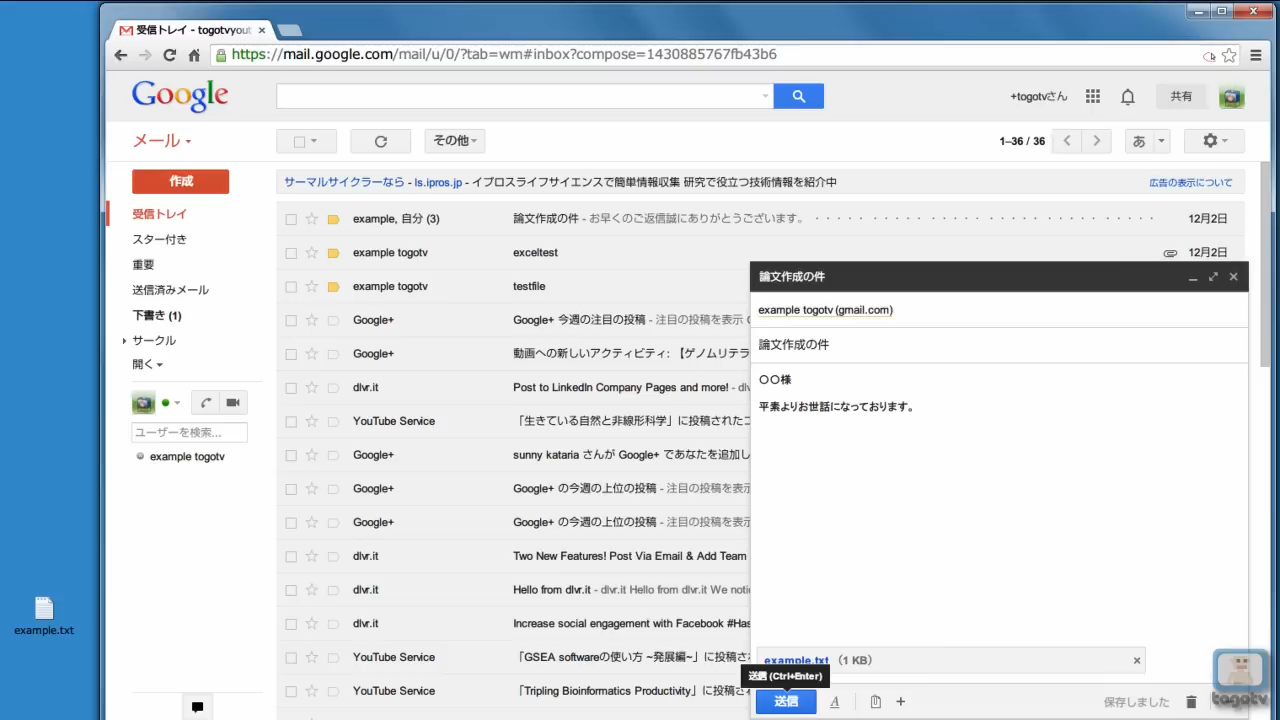 受信トレイ - togotvyout
https://mail.google.com/mail/u/0/?tab=wm#inbox?compose=1430885767fb43b6
Google
+togotvさん
共有
メール
その他
1–36 / 36
あ
作成
サーマルサイクラーなら - ls.ipros.jp - イプロスライフサイエンスで簡単情報収集 研究で役立つ技術情報を紹介中
広告の表示について
受信トレイ
スター付き
重要
送信済みメール
下書き (1)
サークル
開く
ユーザーを検索...
example togotv
example, 自分 (3) 論文作成の件 - お早くのご返信誠にありがとうございます。 12月2日
example togotv exceltest 12月2日
example togotv testfile
Google+ Google+ 今週の注目の投稿 - 注目の投稿を表示
Google+ 動画への新しいアクティビティ: 【ゲノムリテラ
dlvr.it Post to LinkedIn Company Pages and more! - dlv
YouTube Service 「生きている自然と非線形科学」に投稿された
Google+ sunny kataria さんが Google+ であなたを追加し
Google+ Google+ の今週の上位の投稿 - 注目の投稿を表示
Google+ Google+ の今週の上位の投稿 - 注目の投稿を表示
dlvr.it Two New Features! Post Via Email & Add Team
dlvr.it Hello from dlvr.it - dlvr.it Hello from dlvr.it We noti
dlvr.it Increase social engagement with Facebook #Has
YouTube Service 「GSEA softwareの使い方 ~発展編~」に投稿され
YouTube Service 「Tripling Bioinformatics Productivity」に投稿され
論文作成の件
example togotv (gmail.com)
論文作成の件
〇〇様
平素よりお世話になっております。
example.txt (1 KB)
送信 (Ctrl+Enter)
送信
A
保存しました
example.txt
togotv